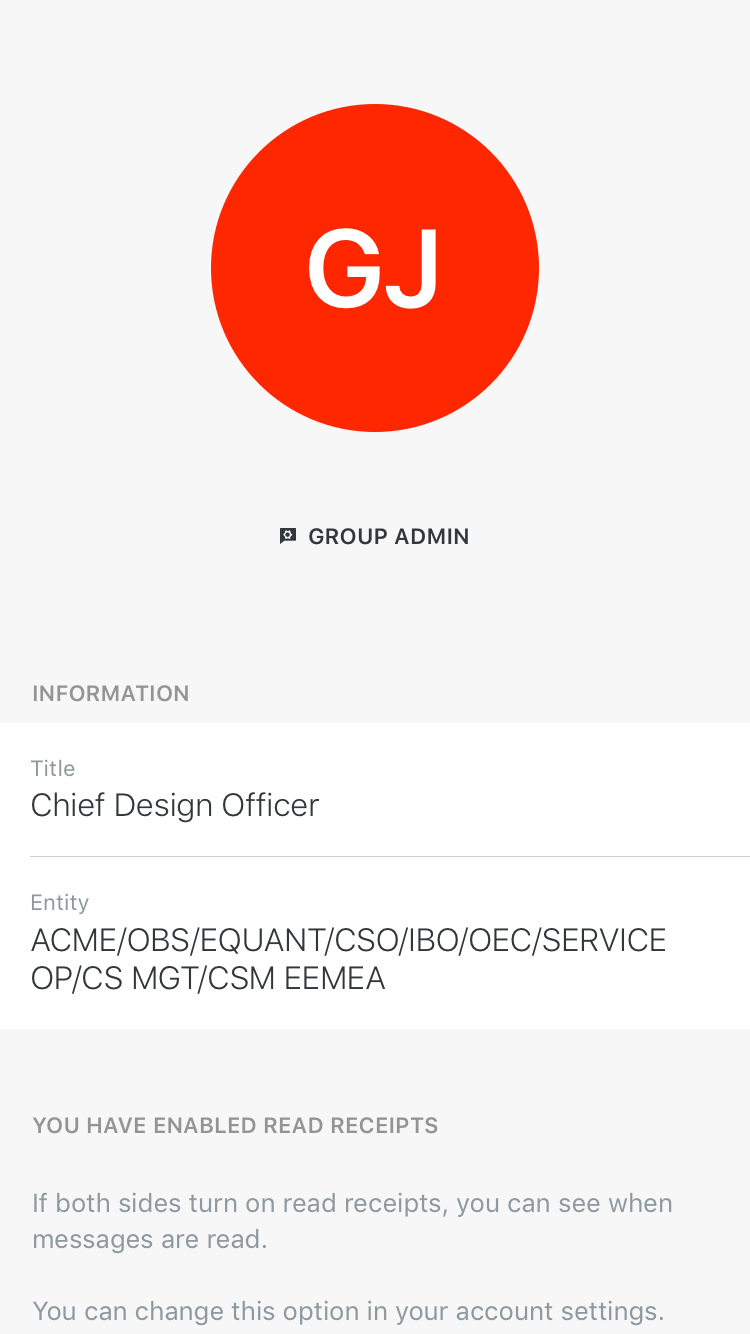 GJ
GROUP ADMIN
INFORMATION
Title
Chief Design Officer
Entity
ACME/OBS/EQUANT/CSO/IBO/OEC/SERVICE
OP/CS MGT/CSM EEMEA
YOU HAVE ENABLED READ RECEIPTS
If both sides turn on read receipts, you can see when
messages are read.
You can change this option in your account settings.